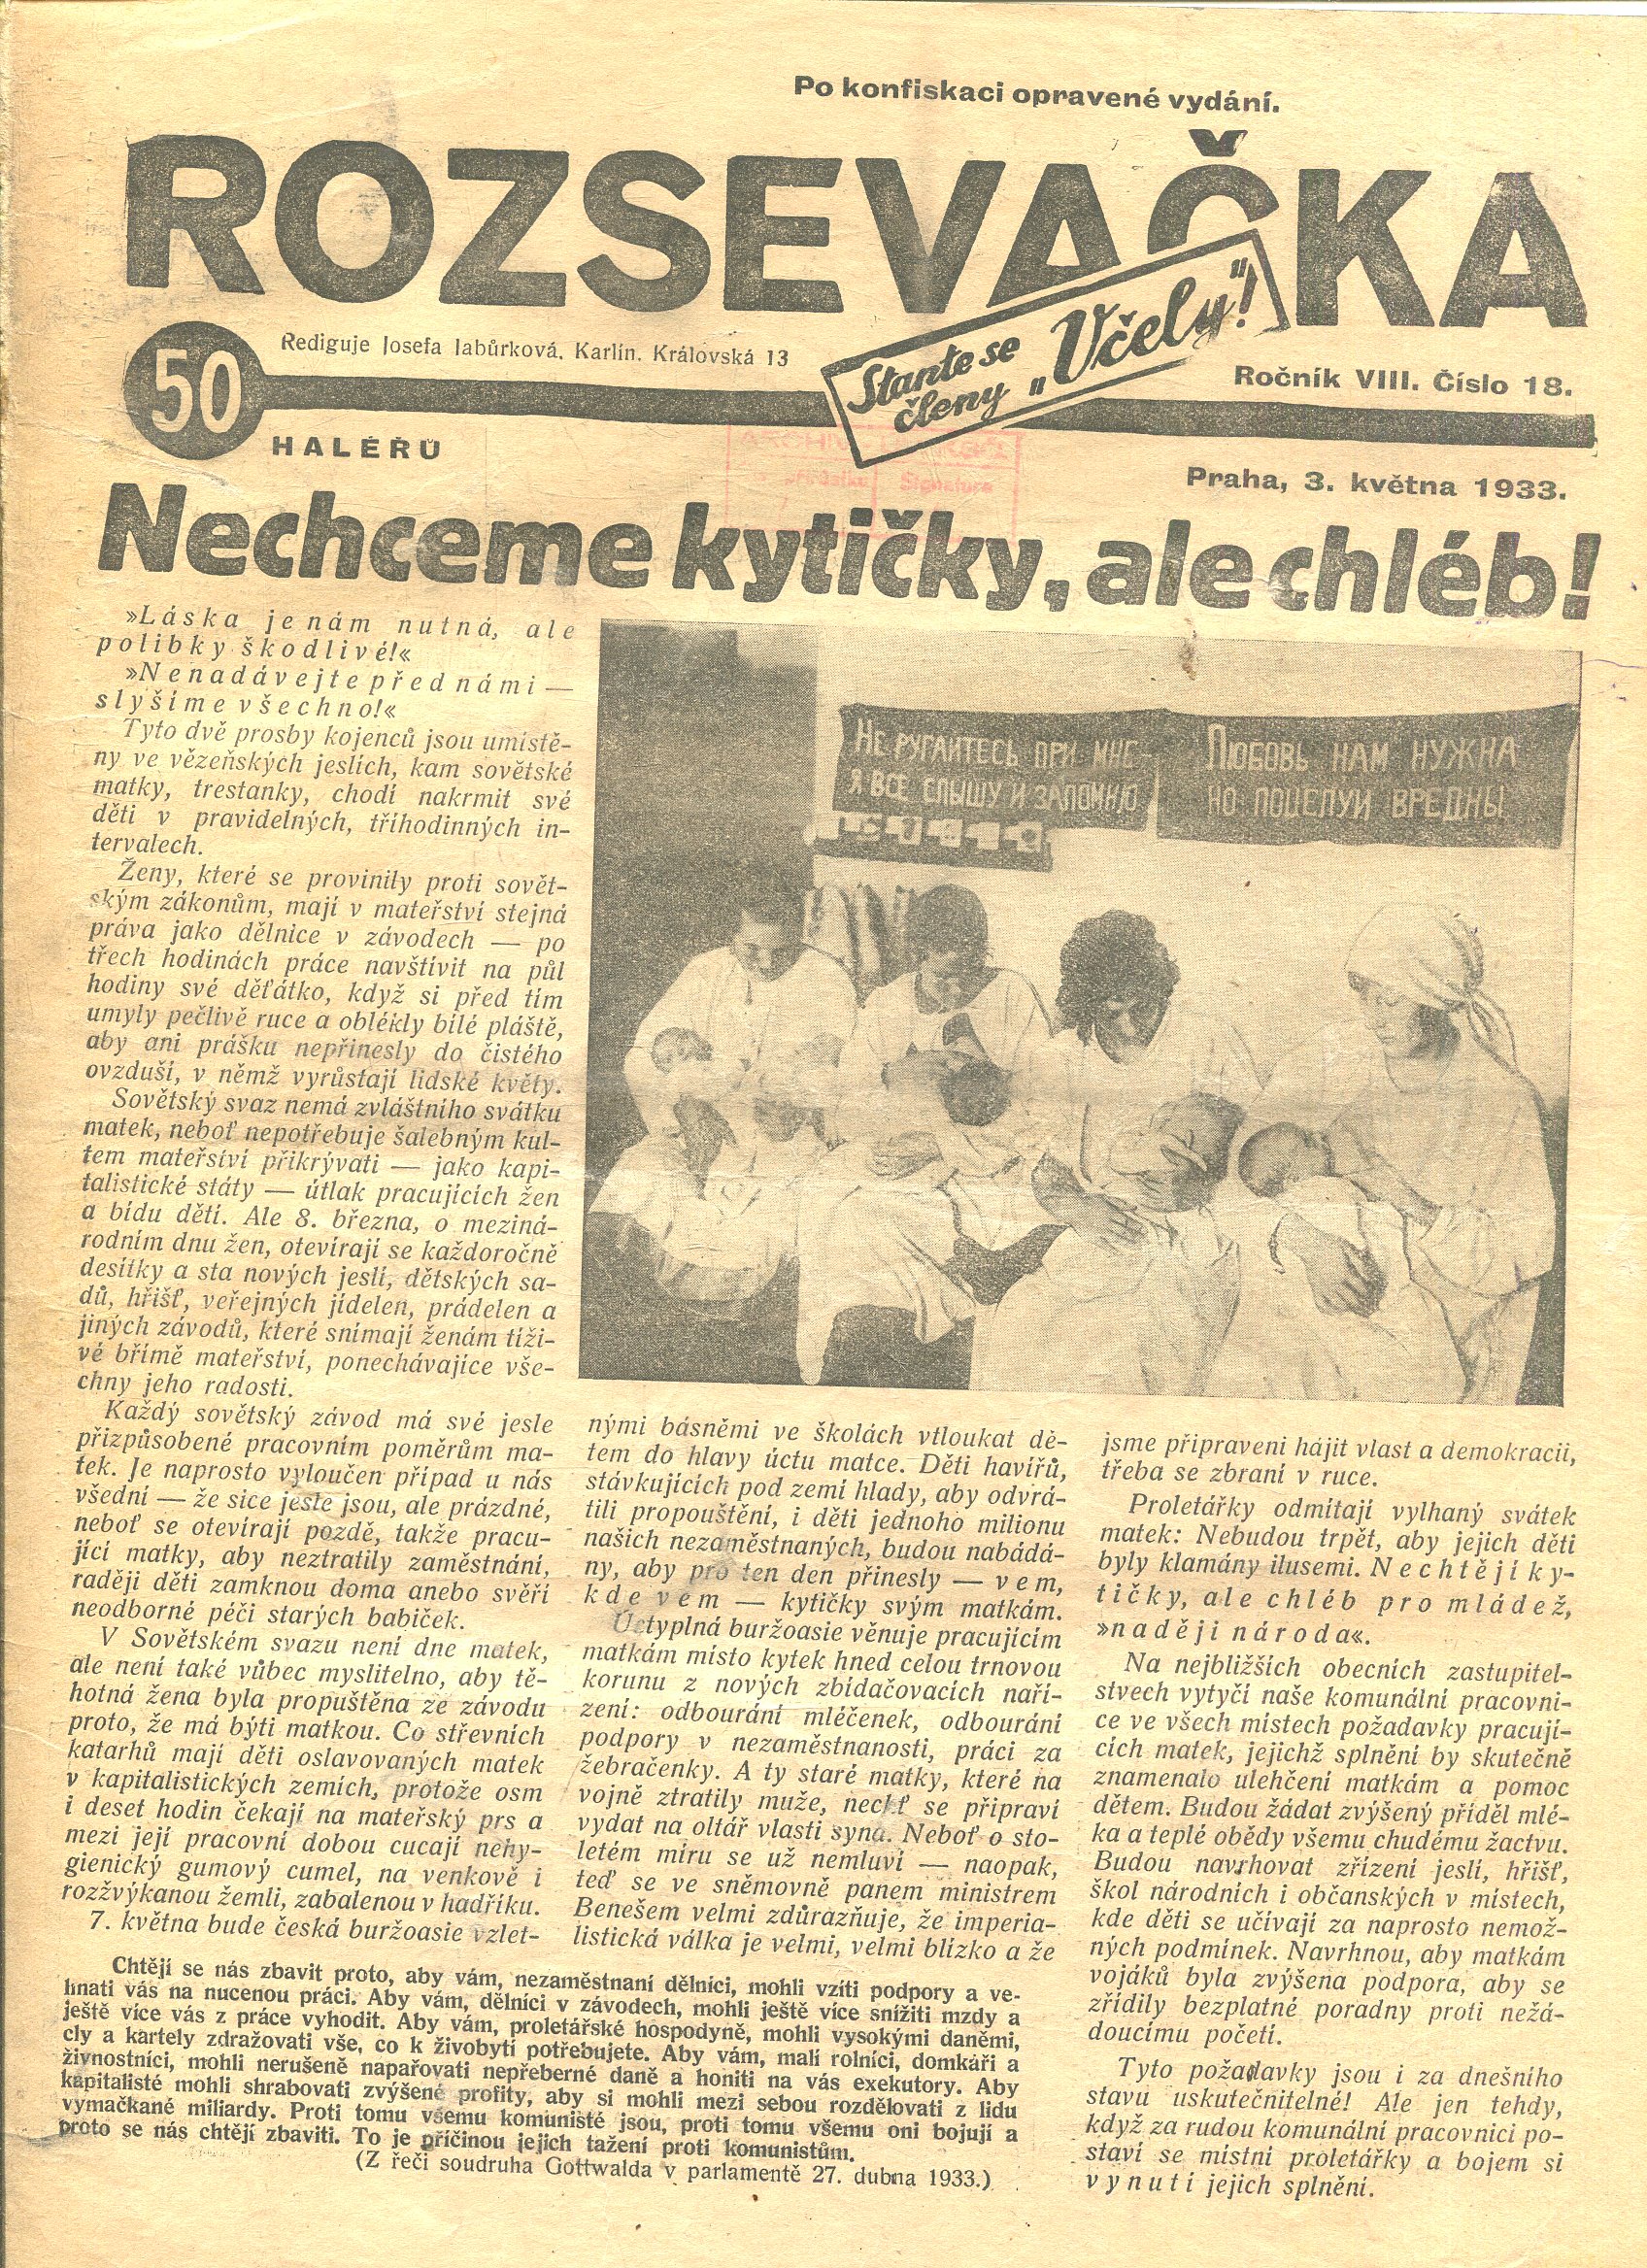 Po konfiskaci opravené vydání.
ROZSEVAČKA
50
HALÉŘŮ
Rediguje Josefa Jabůrková, Karlín, Královská 13
Staňte se
členy „Včely“!
Ročník VIII. Číslo 18.
Signatura
Praha, 3. května 1933.
Nechceme kytičky, ale chléb!
»Láska je nám nutná, ale
polibky škodlivé!«
»Nenadávejte před námi —
slyšíme všechno!«
Tyto dvě prosby kojenců jsou umístě-
ny ve vězeňských jeslích, kam sovětské
matky, trestanky, chodí nakrmit své
děti v pravidelných, tříhodinných in-
tervalech.
Ženy, které se provinily proti sovět-
ským zákonům, mají v mateřství stejná
práva jako dělnice v závodech — po
třech hodinách práce navštívit na půl
hodiny své děťátko, když si před tím
umyly pečlivě ruce a oblékly bílé pláště,
aby ani prášku nepřinesly do čistého
ovzduší, v němž vyrůstají lidské květy.
Sovětský svaz nemá zvláštního svátku
matek, neboť nepotřebuje šalebným kul-
tem mateřství přikrývati — jako kapi-
talistické státy — útlak pracujících žen
a bídu dětí. Ale 8. března, o meziná-
rodním dnu žen, otevírají se každoročně
desítky a sta nových jeslí, dětských sa-
dů, hřišť, veřejných jídelen, prádelen a
jiných závodů, které snímají ženám tíži-
vé břímě mateřství, ponechávajíce vše-
chny jeho radosti.
Každý sovětský závod má své jesle
přizpůsobené pracovním poměrům ma-
tek. Je naprosto vyloučen případ u nás
všední — že sice jesle jsou, ale prázdné,
neboť se otevírají pozdě, takže pracu-
jící matky, aby neztratily zaměstnání,
raději děti zamknou doma anebo svěří
neodborné péči starých babiček.
V Sovětském svazu není dne matek,
ale není také vůbec myslitelno, aby tě-
hotná žena byla propuštěna ze závodu
proto, že má býti matkou. Co střevních
katarhů mají děti oslavovaných matek
v kapitalistických zemích, protože osm
i deset hodin čekají na mateřský prs a
mezi její pracovní dobou cucají nehy-
gienický gumový cumel, na venkově i
rozžvýkanou žemli, zabalenou v hadříku.
7. května bude česká buržoasie vzlet-
НЕ РУГАЙТЕСЬ ПРИ МНЕ
Я ВСЕ СЛЫШУ И ЗАПОМНЮ
ЛЮБОВЬ НАМ НУЖНА
НО ПОЦЕЛУИ ВРЕДНЫ
nými básněmi ve školách vtloukat dě-
tem do hlavy úctu matce. Děti havířů,
stávkujících pod zemí hlady, aby odvrá-
tili propouštění, i děti jednoho milionu
našich nezaměstnaných, budou nabádá-
ny, aby pro ten den přinesly — vem,
kde vem — kytičky svým matkám.
Úctyplná buržoasie věnuje pracujícím
matkám místo kytek hned celou trnovou
korunu z nových zbídačovacích naří-
zení: odbourání mléčenek, odbourání
podpory v nezaměstnanosti, práci za
žebračenky. A ty staré matky, které na
vojně ztratily muže, nechť se připraví
vydat na oltář vlasti syna. Neboť o sto-
letém míru se už nemluví — naopak,
teď se ve sněmovně panem ministrem
Benešem velmi zdůrazňuje, že imperia-
listická válka je velmi, velmi blízko a že
jsme připraveni hájit vlast a demokracii,
třeba se zbraní v ruce.
Proletářky odmítají vylhaný svátek
matek: Nebudou trpět, aby jejich děti
byly klamány ilusemi. Nechtějí ky-
tičky, ale chléb pro mládež,
»naději národa«.
Na nejbližších obecních zastupitel-
stvech vytyčí naše komunální pracovni-
ce ve všech místech požadavky pracují-
cích matek, jejichž splnění by skutečně
znamenalo ulehčení matkám a pomoc
dětem. Budou žádat zvýšený příděl mlé-
ka a teplé obědy všemu chudému žactvu.
Budou navrhovat zřízení jeslí, hřišť,
škol národních i občanských v místech,
kde děti se učívají za naprosto nemož-
ných podmínek. Navrhnou, aby matkám
vojáků byla zvýšena podpora, aby se
zřídily bezplatné poradny proti nežá-
doucímu početí.
Tyto požadavky jsou i za dnešního
stavu uskutečnitelné! Ale jen tehdy,
když za rudou komunální pracovnicí po-
staví se místní proletářky a bojem si
vynutí jejich splnění.
Chtějí se nás zbavit proto, aby vám, nezaměstnaní dělníci, mohli vzíti podpory a ve-
hnati vás na nucenou práci. Aby vám, dělníci v závodech, mohli ještě více snížiti mzdy a
ještě více vás z práce vyhodit. Aby vám, proletářské hospodyně, mohli vysokými daněmi,
cly a kartely zdražovati vše, co k živobytí potřebujete. Aby vám, malí rolníci, domkáři a
živnostníci, mohli nerušeně napařovati nepřeberné daně a honiti na vás exekutory. Aby
kapitalisté mohli shrabovati zvýšené profity, aby si mohli mezi sebou rozdělovati z lidu
vymačkané miliardy. Proti tomu všemu komunisté jsou, proti tomu všemu oni bojují a
proto se nás chtějí zbaviti. To je příčinou jejich tažení proti komunistům.
(Z řeči soudruha Gottwalda v parlamentě 27. dubna 1933.)